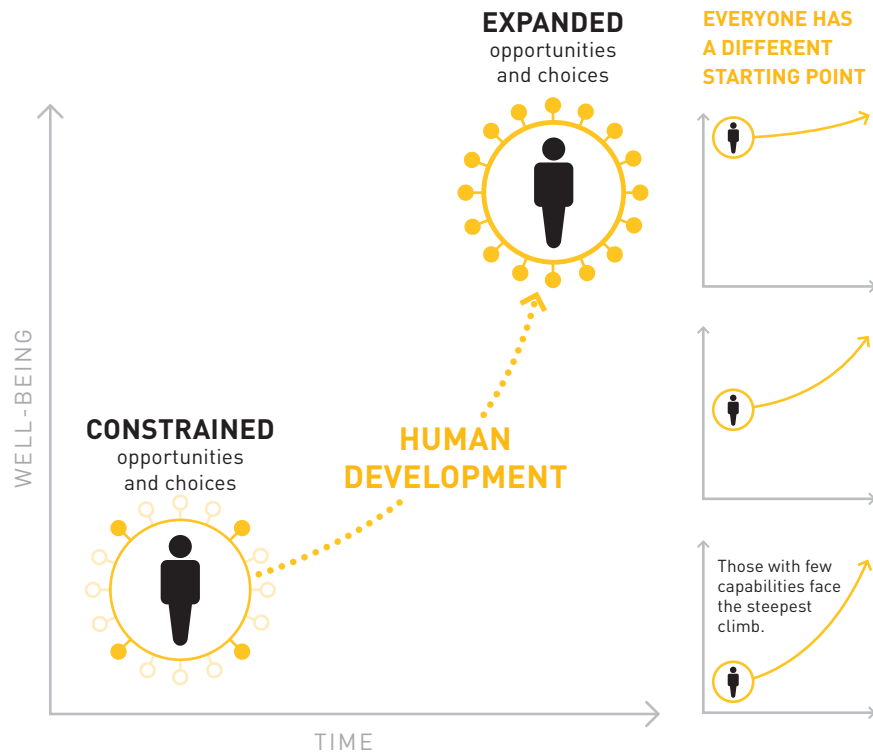 EXPANDED
opportunities
and choices
CONSTRAINED
opportunities
and choices
HUMAN
DEVELOPMENT
WELL-BEING
TIME
EVERYONE HAS
A DIFFERENT
STARTING POINT
Those with few
capabilities face
the steepest
climb.